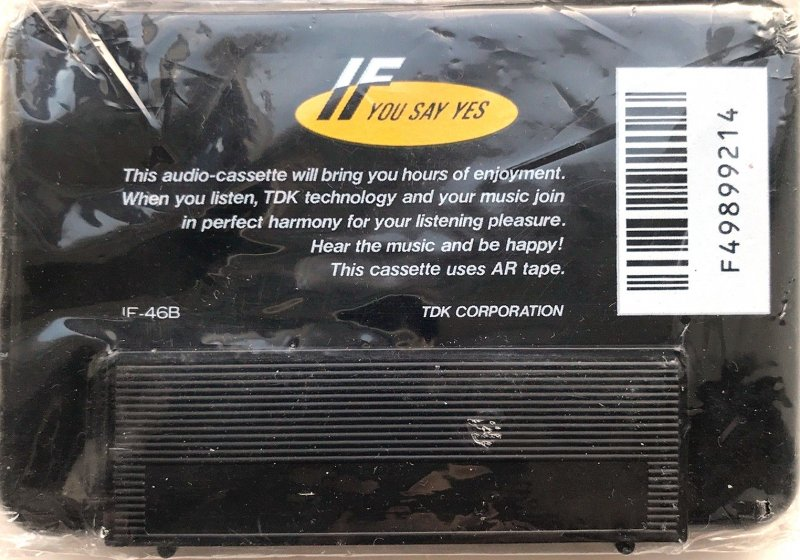 IF
YOU SAY YES
This audio-cassette will bring you hours of enjoyment.
When you listen, TDK technology and your music join
in perfect harmony for your listening pleasure.
Hear the music and be happy!
This cassette uses AR tape.
IF-46B
TDK CORPORATION
F49899214